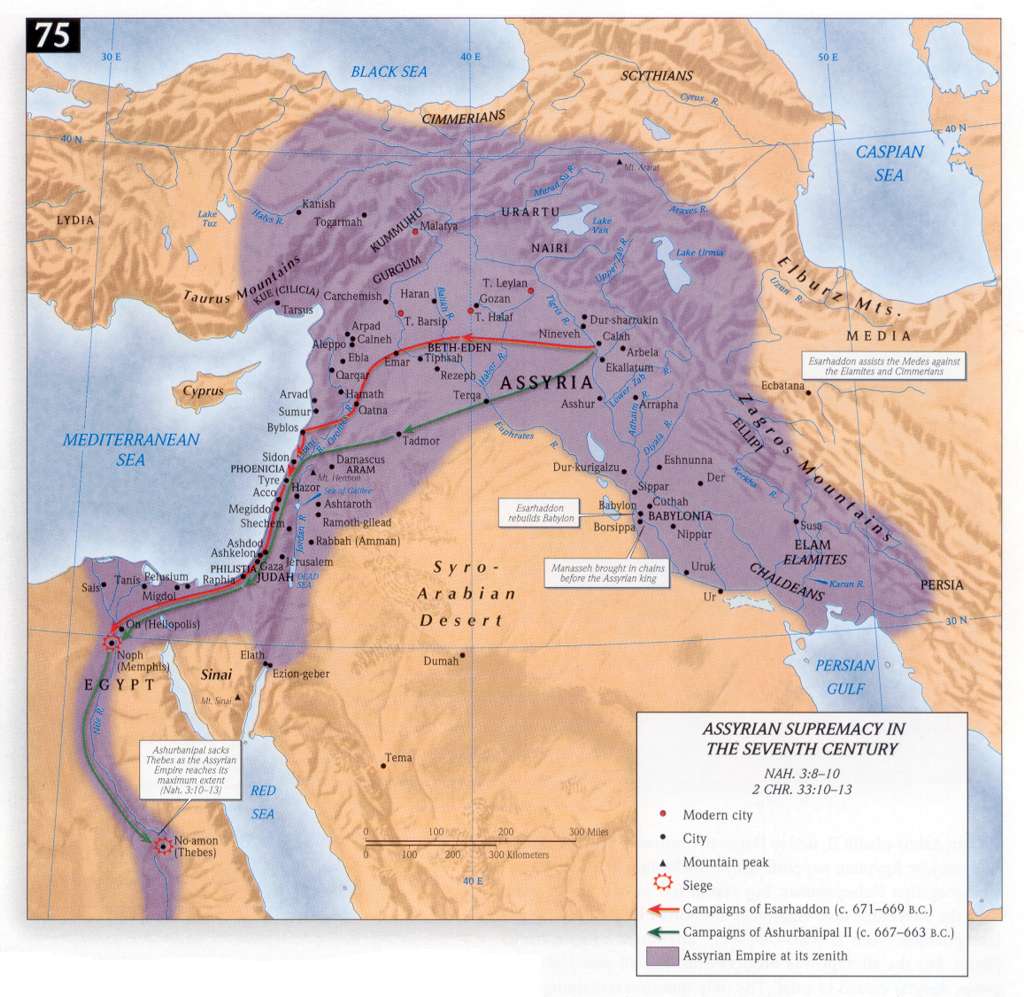 75
30 E
40 E
50 E
BLACK SEA
SCYTHIANS
Cyrus R.
CIMMERIANS
40 N
40 N
CASPIAN
SEA
Mt. Ararat
Murad Su R.
Araxes R.
LYDIA
Lake
Tuz
Halys R.
Kanish
Togarmah
KUMMUHU
Malatya
URARTU
Lake
Van
NAIRI
Upper Zab R.
Lake Urmia
GURGUM
Taurus Mountains
KUE (CILICIA)
Tarsus
Carchemish
Haran
Balikh R.
T. Leylan
Gozan
T. Halaf
T. Barsip
Tigris R.
Elburz Mts.
Uzun R.
MEDIA
Dur-sharrukin
Nineveh
Calah
Arbela
Ekallatum
Arpad
Calneh
Aleppo
Ebla
Qarqar
BETH-EDEN
Emar
Tiphsah
Rezeph
Habor R.
ASSYRIA
Esarhaddon assists the Medes against
the Elamites and Cimmerians
Ecbatana
Lower Zab R.
Asshur
Arrapha
Adhaim R.
Diyala R.
Terqa
Euphrates R.
Cyprus
Arvad
Hamath
Sumur
Qatna
Orontes R.
Byblos
Tadmor
MEDITERRANEAN
SEA
Zagros Mountains
ELLIPI
Kerkha R.
Sidon
PHOENICIA
Tyre
Damascus
ARAM
Mt. Hermon
Hazor
Sea of Galilee
Acco
Megiddo
Ashtaroth
Ramoth-gilead
Shechem
Jordan R.
Rabbah (Amman)
Ashdod
Ashkelon
Jerusalem
PHILISTIA
Gaza
JUDAH
DEAD
SEA
Raphia
Dur-kurigalzu
Eshnunna
Der
Sippar
Esarhaddon
rebuilds Babylon
Babylon
Cuthah
BABYLONIA
Borsippa
Nippur
Susa
ELAM
ELAMITES
Manasseh brought in chains
before the Assyrian king
Uruk
CHALDEANS
Karun R.
PERSIA
Ur
30 N
Syro-
Arabian
Desert
Sais
Tanis
Pelusium
Migdol
On (Heliopolis)
Noph
(Memphis)
EGYPT
Nile R.
Sinai
Mt. Sinai
Elath
Ezion-geber
Dumah
PERSIAN
GULF
Tema
Ashurbanipal sacks
Thebes as the Assyrian
Empire reaches its
maximum extent
(Nah. 3:10–13)
RED
SEA
No-amon
(Thebes)
0 100 200 300 Miles
0 100 200 300 Kilometers
40 E
ASSYRIAN SUPREMACY IN
THE SEVENTH CENTURY
NAH. 3:8–10
2 CHR. 33:10–13
Modern city
City
Mountain peak
Siege
Campaigns of Esarhaddon (c. 671–669 B.C.)
Campaigns of Ashurbanipal II (c. 667–663 B.C.)
Assyrian Empire at its zenith